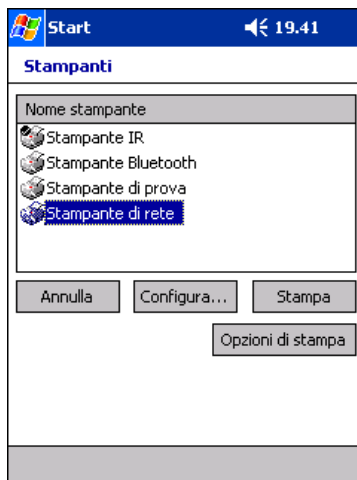 Start 19.41
Stampanti
Nome stampante
Stampante IR
Stampante Bluetooth
Stampante di prova
Stampante di rete
Annulla Configura... Stampa
Opzioni di stampa